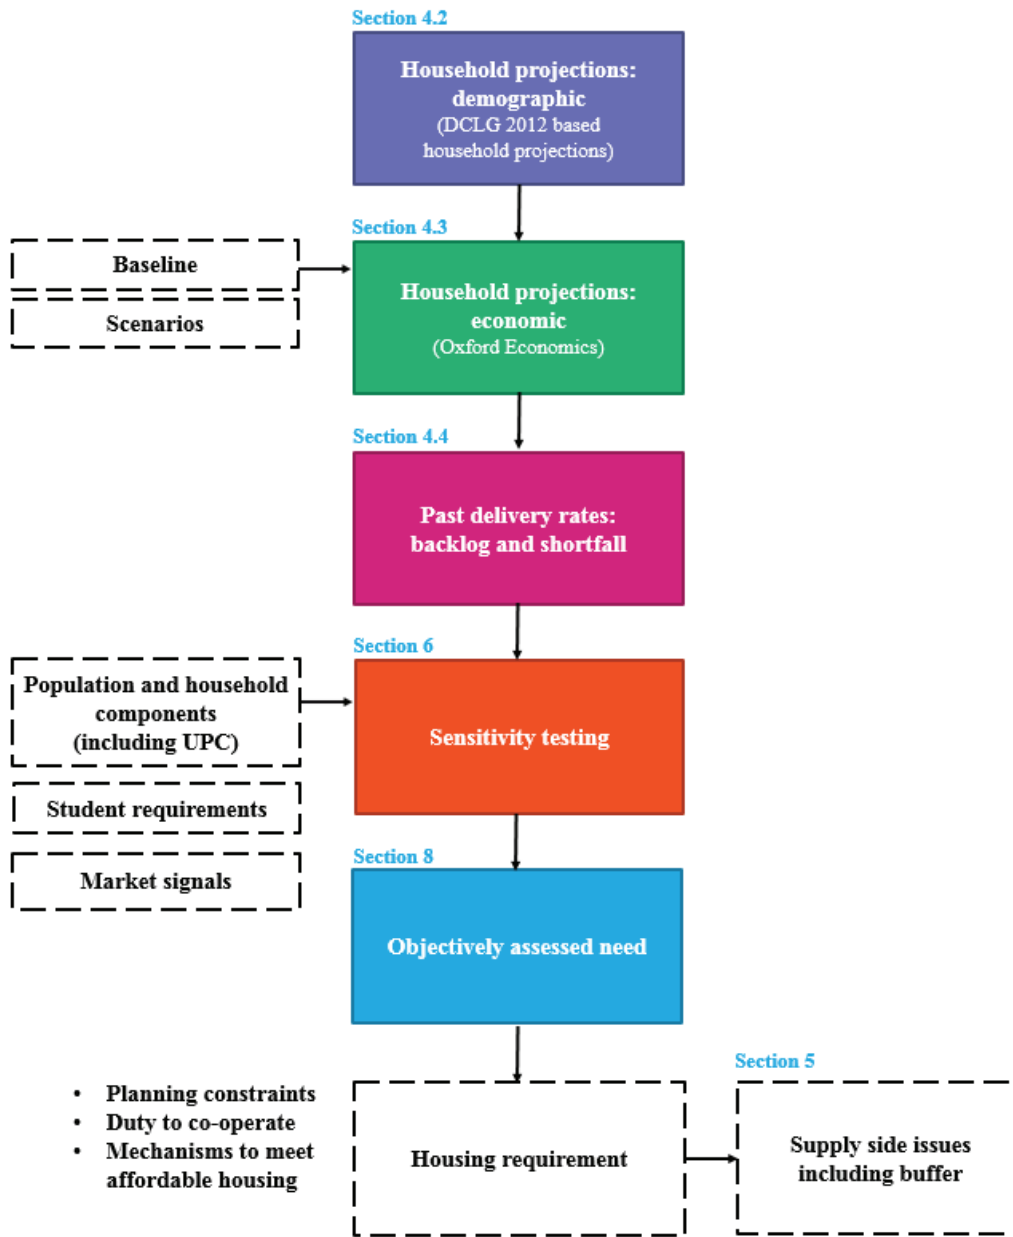 Section 4.2
Household projections:
demographic
(DCLG 2012 based
household projections)
Section 4.3
Baseline
Scenarios
Household projections:
economic
(Oxford Economics)
Section 4.4
Past delivery rates:
backlog and shortfall
Section 6
Population and household
components
(including UPC)
Student requirements
Market signals
Sensitivity testing
Section 8
Objectively assessed need
• Planning constraints
• Duty to co-operate
• Mechanisms to meet
affordable housing
Housing requirement
Section 5
Supply side issues
including buffer